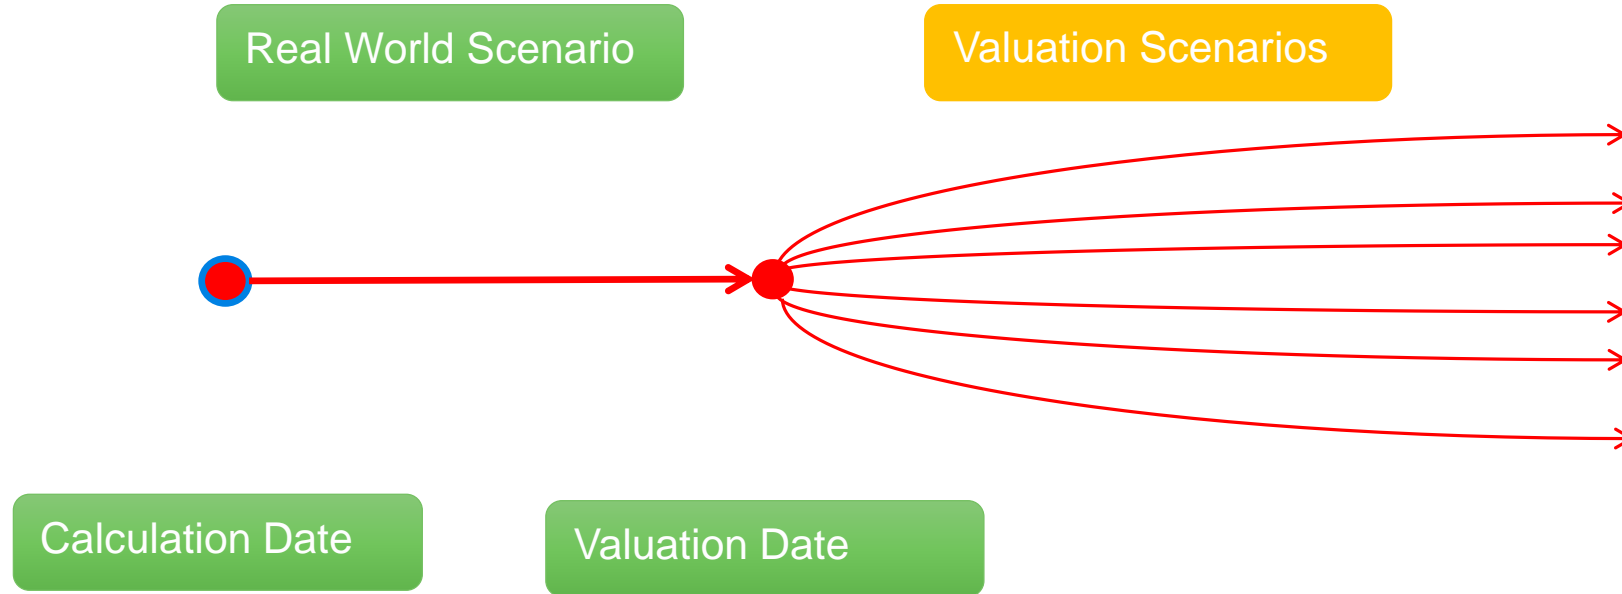 Real World Scenario
Valuation Scenarios
Calculation Date
Valuation Date